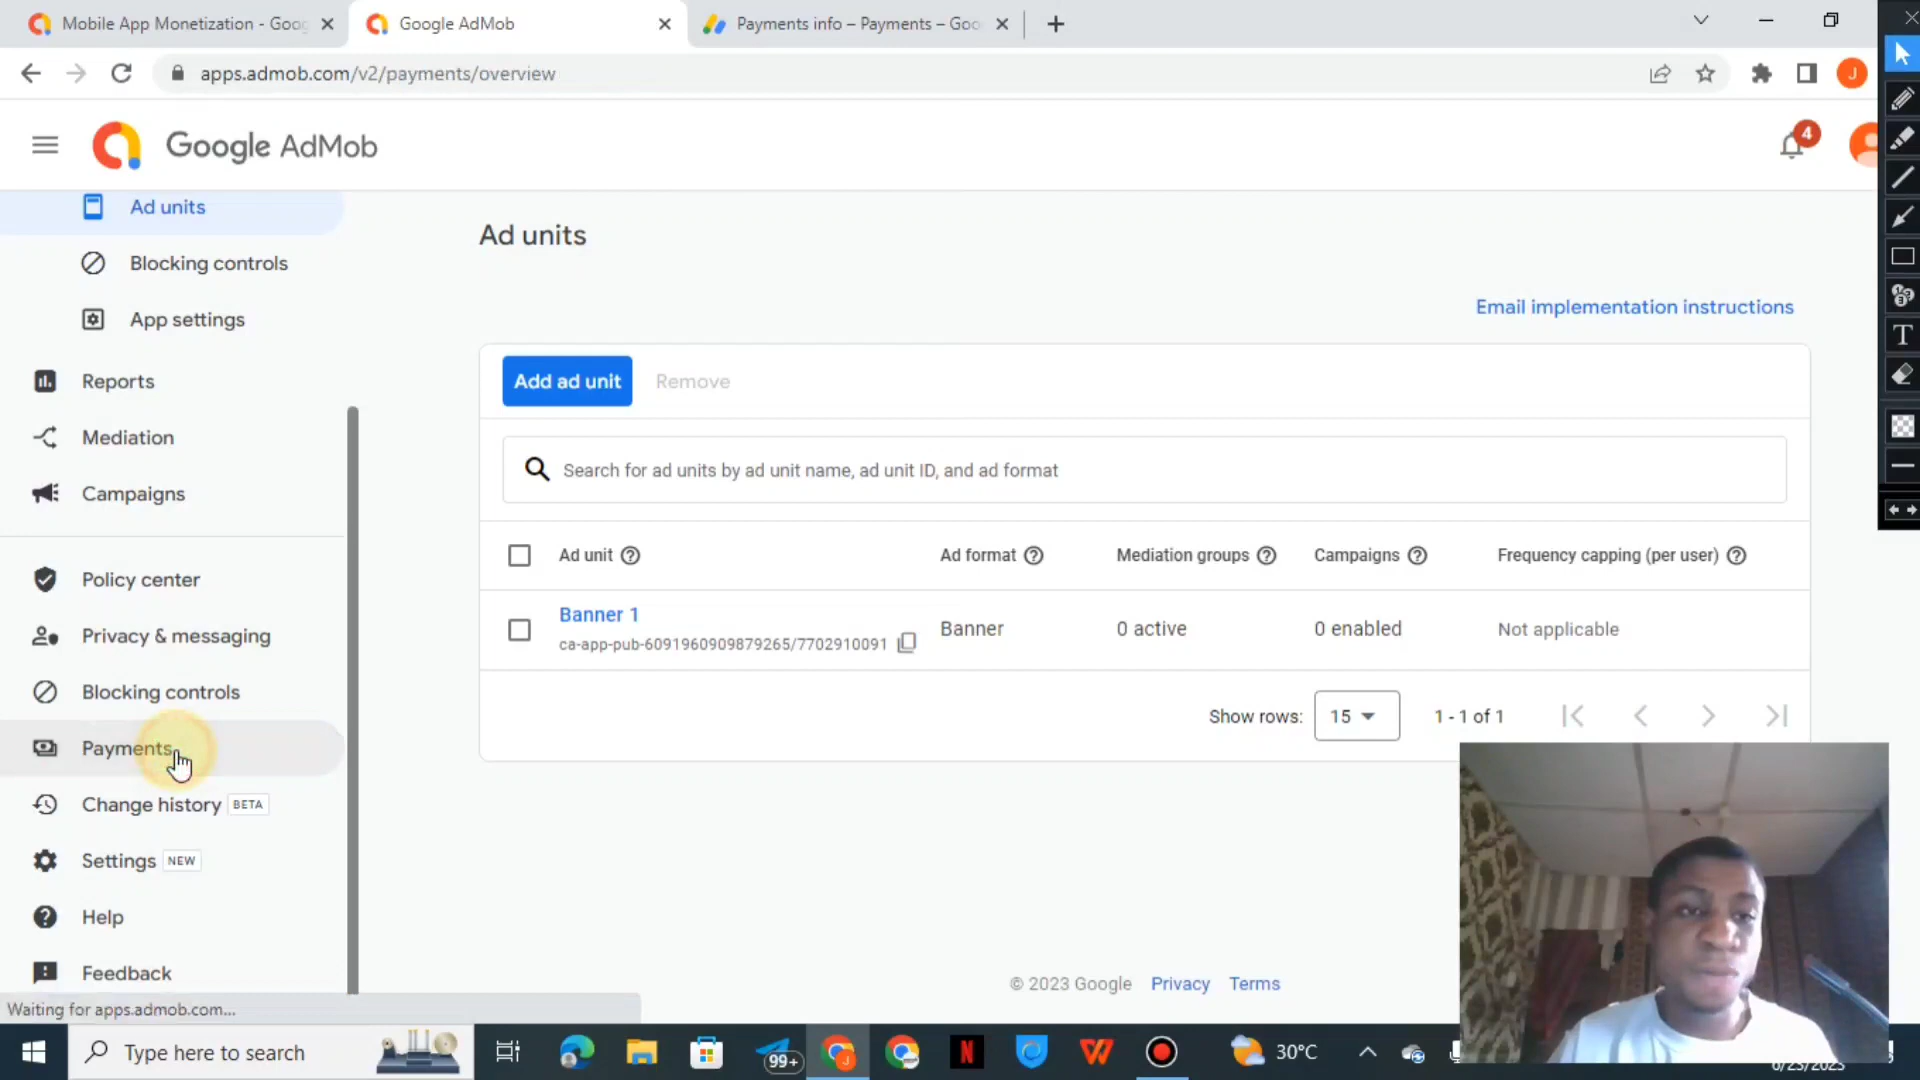 Mobile App Monetization - Goog
Google AdMob
Payments info – Payments – Goo
apps.admob.com/v2/payments/overview
J
Google AdMob
4
Ad units
Blocking controls
App settings
Reports
Mediation
Campaigns
Policy center
Privacy & messaging
Blocking controls
Payments
Change history BETA
Settings NEW
Help
Feedback
Waiting for apps.admob.com...
Ad units
Email implementation instructions
Add ad unit
Remove
Search for ad units by ad unit name, ad unit ID, and ad format
Ad unit
Ad format
Mediation groups
Campaigns
Frequency capping (per user)
Banner 1
ca-app-pub-6091960909879265/7702910091
Banner
0 active
0 enabled
Not applicable
Show rows:
15
1 - 1 of 1
© 2023 Google
Privacy
Terms
Type here to search
99+
30°C
6/23/2023